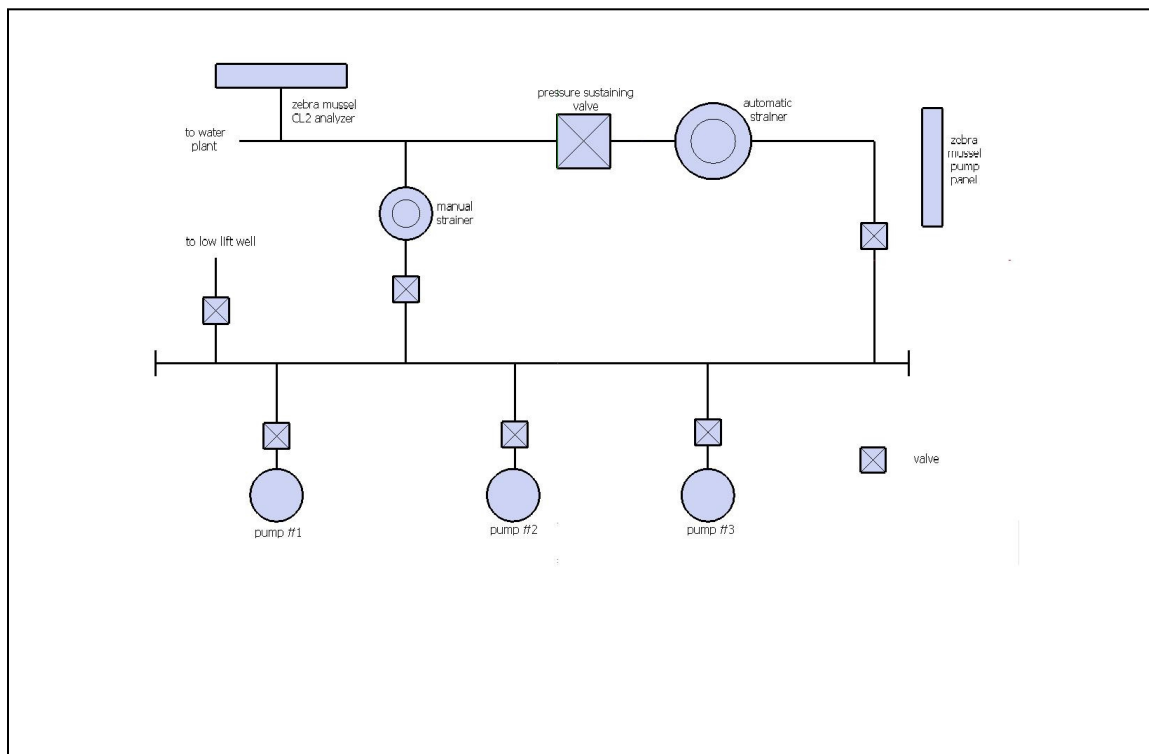 zebra mussel
CL2 analyzer
pressure sustaining
valve
automatic
strainer
to water
plant
zebra
mussel
pump
panel
manual
strainer
to low lift well
valve
pump #1
pump #2
pump #3